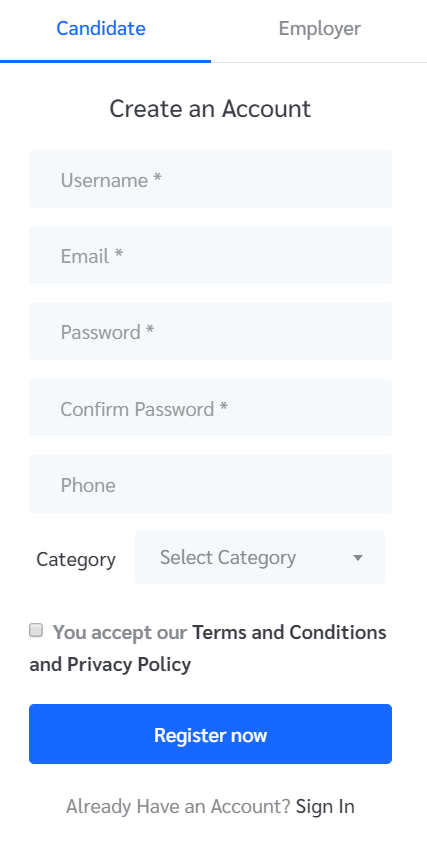 Candidate Employer
Create an Account
Username *
Email *
Password *
Confirm Password *
Phone
Category Select Category
You accept our Terms and Conditions
and Privacy Policy
Register now
Already Have an Account? Sign In